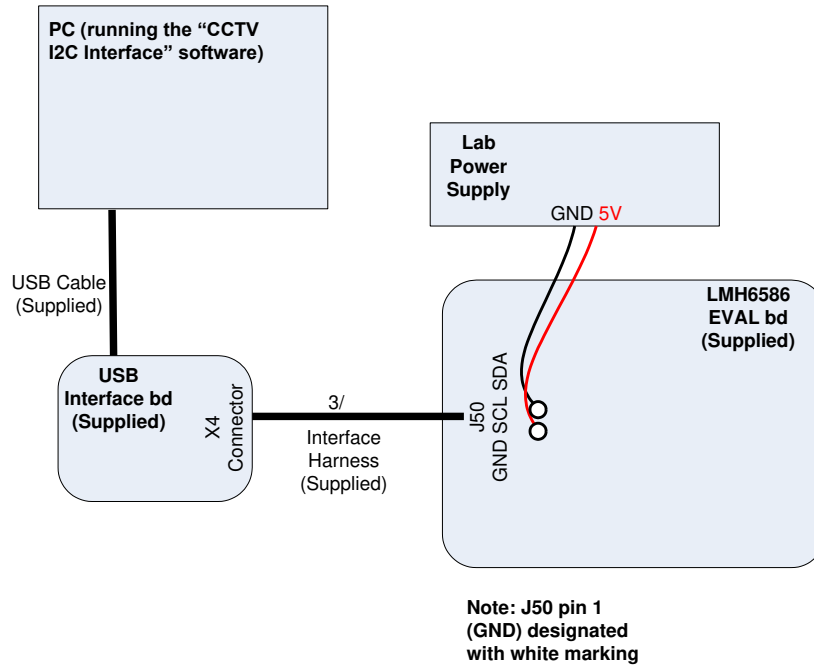 PC (running the “CCTV
I2C Interface” software)
Lab
Power
Supply
GND 5V
USB Cable
(Supplied)
LMH6586
EVAL bd
(Supplied)
USB
Interface bd
(Supplied)
X4
Connector
3/
Interface
Harness
(Supplied)
J50
GND SCL SDA
Note: J50 pin 1
(GND) designated
with white marking